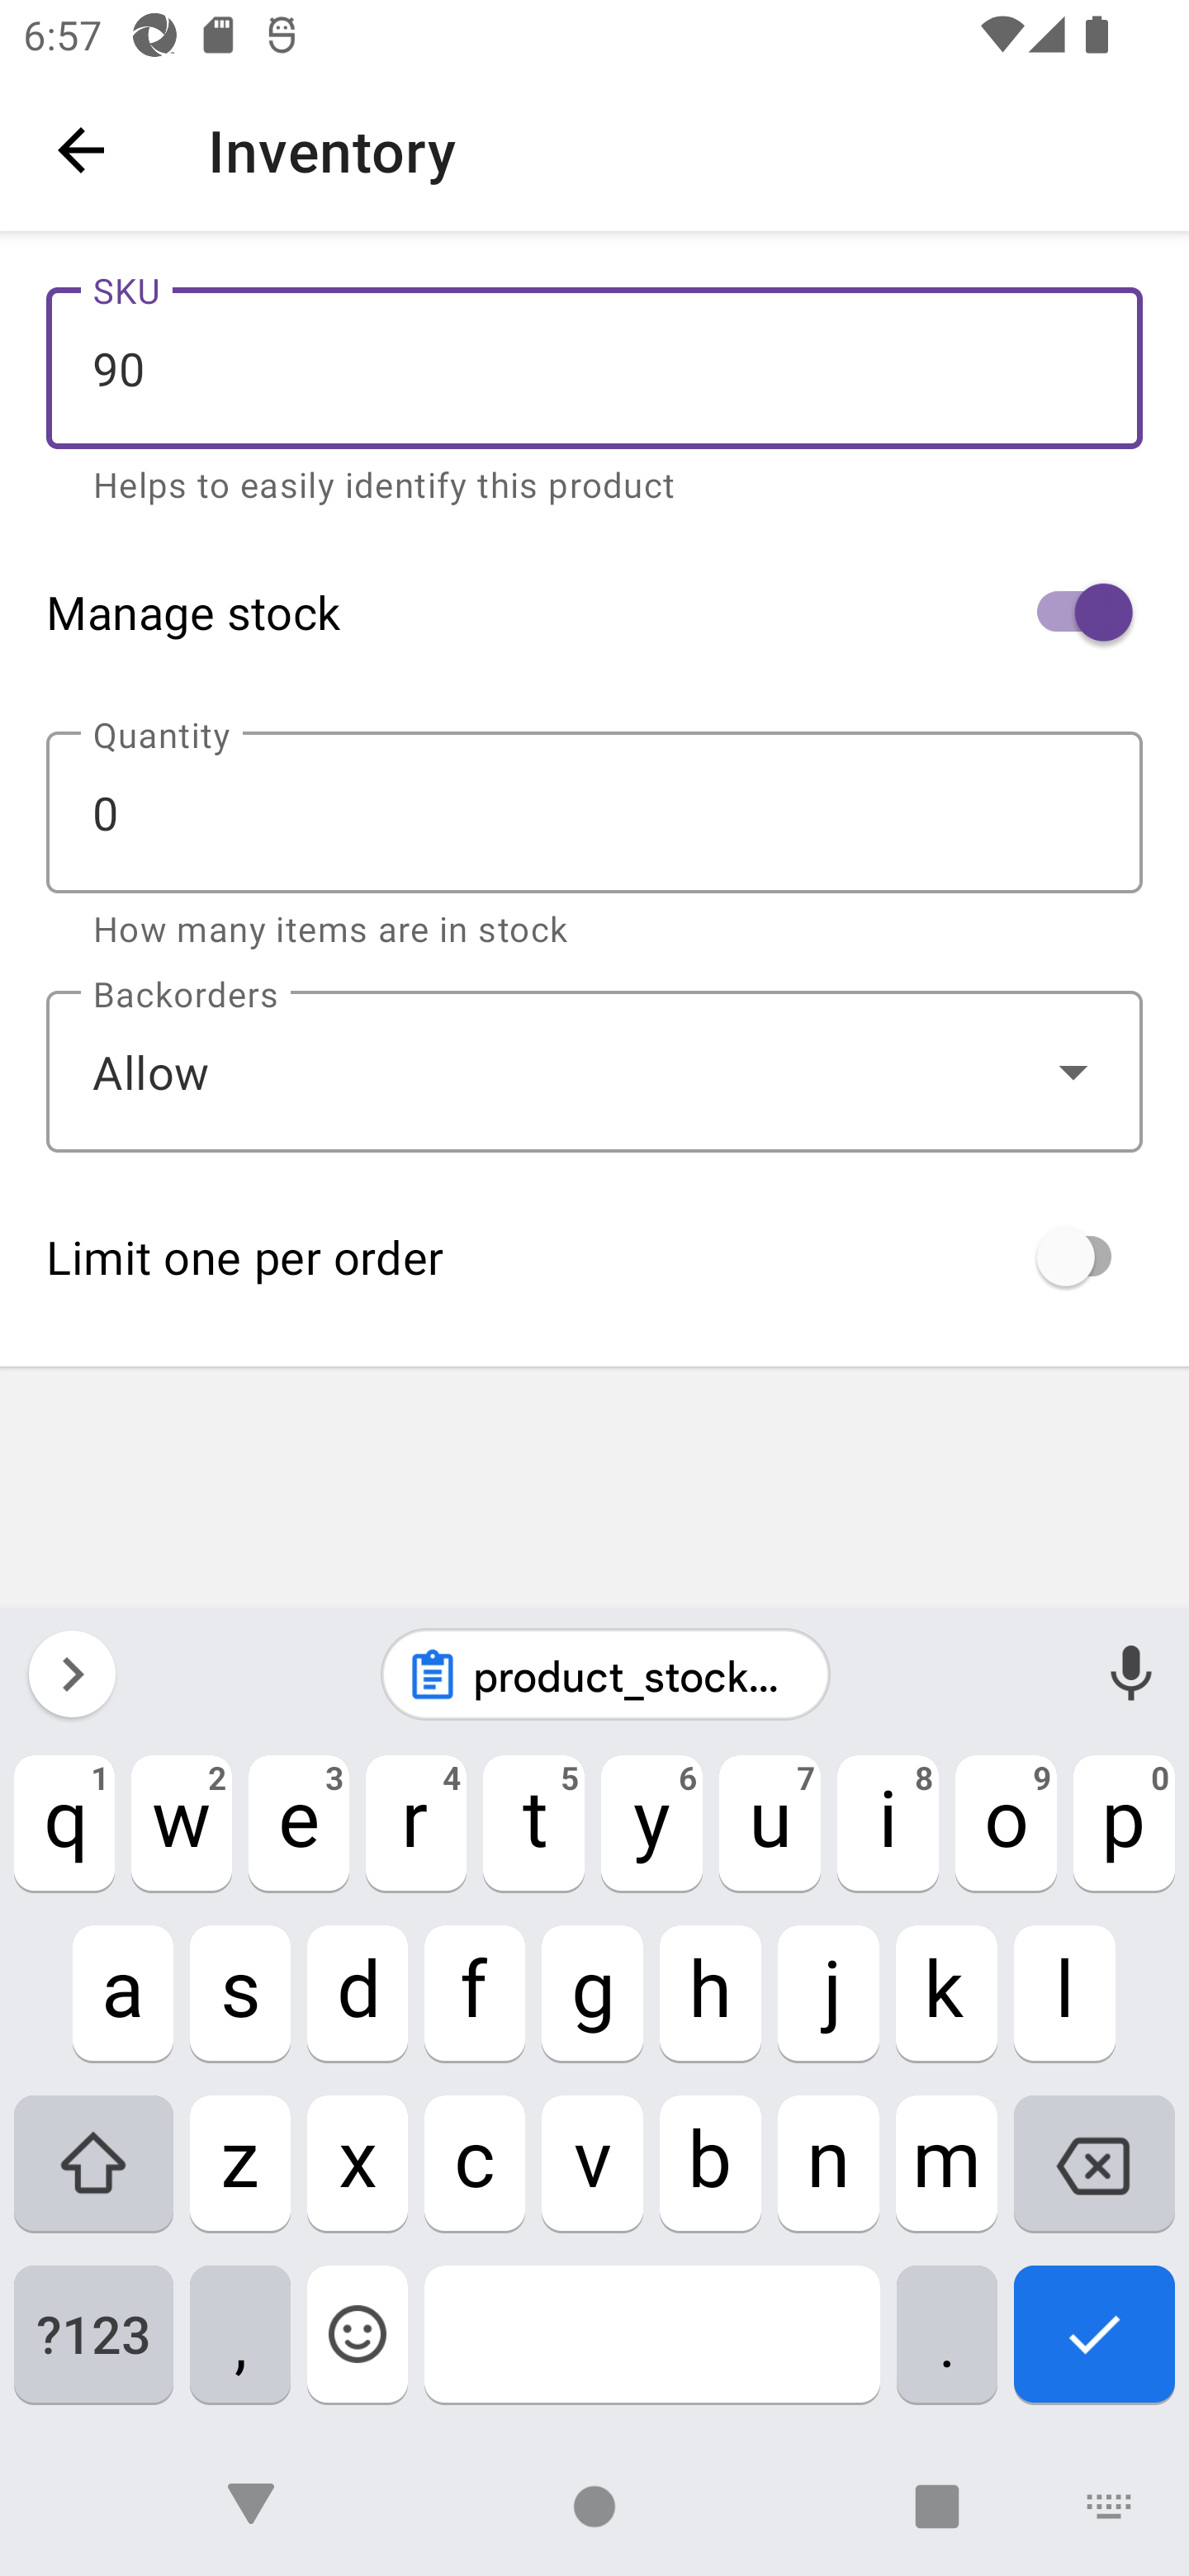 6:57
Inventory
SKU
90
Helps to easily identify this product
Manage stock
Quantity
0
How many items are in stock
Backorders
Allow
Limit one per order
product_stock...
q 1 w 2 e 3 r 4 t 5 y 6 u 7 i 8 o 9 p 0
a s d f g h j k l
z x c v b n m
?123 , .